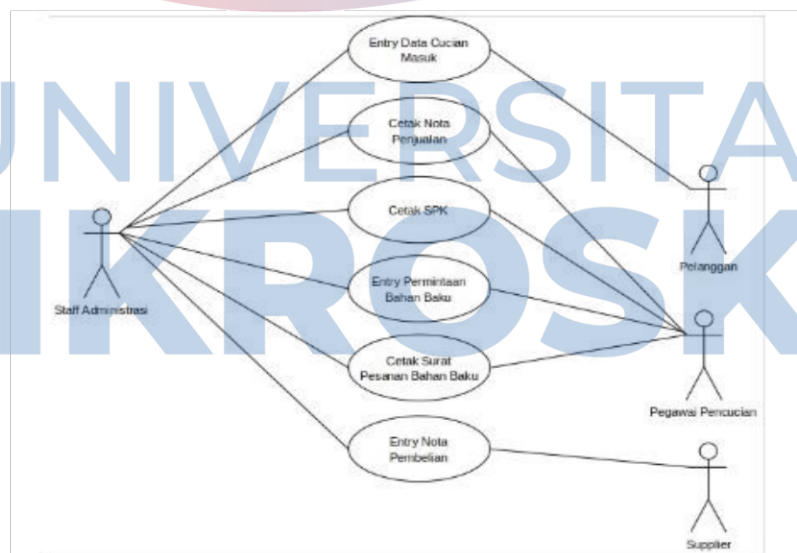 Entry Data Cucian
Masuk
UNIVERSITA
Cetak Nota
Penjualan
Cetak SPK
MIKROSK
Pelanggan
Entry Permintaan
Bahan Baku
Staff Administrasi
Cetak Surat
Pesanan Bahan Baku
Pegawai Pencucian
Entry Nota
Pembelian
Supplier